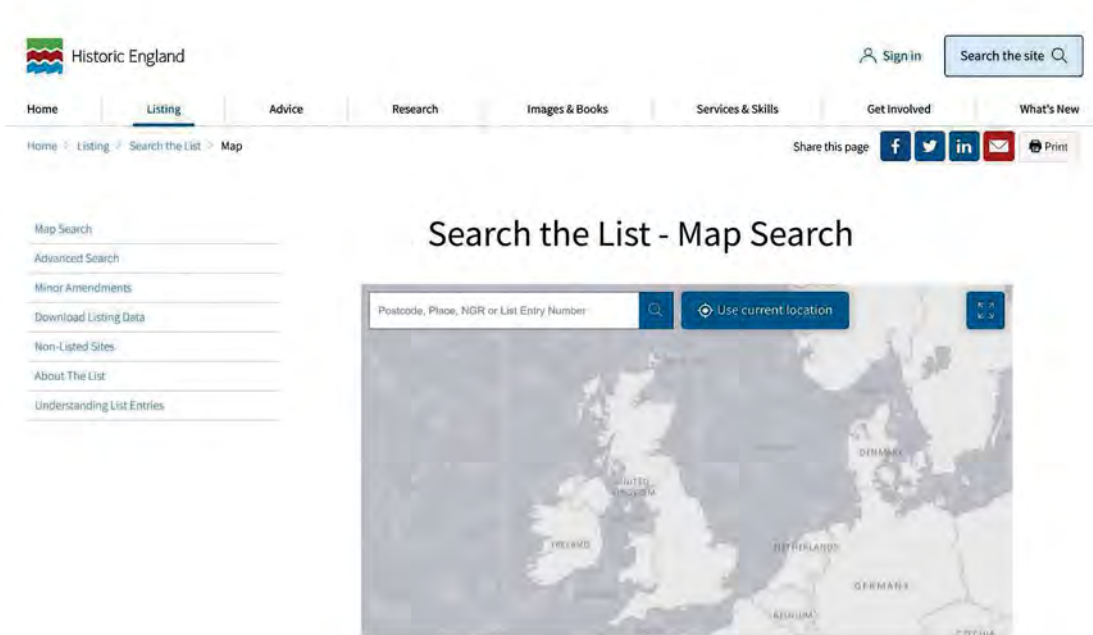 Historic England
Sign in
Search the site
Home Listing Advice Research Images & Books Services & Skills Get Involved What's New
Home > Listing > Search the List > Map
Share this page
Print
Map Search
Advanced Search
Minor Amendments
Download Listing Data
Non-Listed Sites
About The List
Understanding List Entries
Search the List - Map Search
Postcode, Place, NGR or List Entry Number
Use current location
DENMARK
UNITED
KINGDOM
IRELAND
NETHERLANDS
GERMANY
BELGIUM